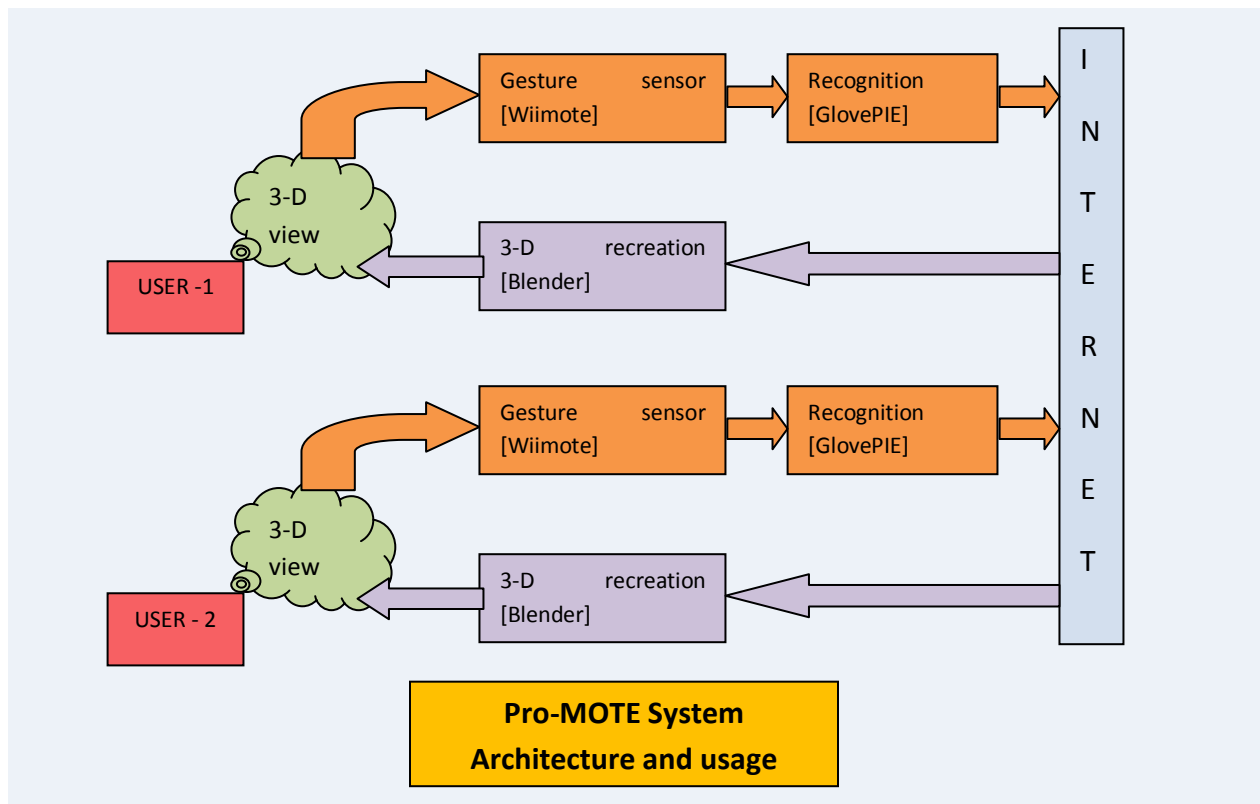 Gesture sensor
[Wiimote]
Recognition
[GlovePIE]
3-D
view
3-D recreation
[Blender]
USER -1
Gesture sensor
[Wiimote]
Recognition
[GlovePIE]
3-D
view
3-D recreation
[Blender]
USER - 2
I
N
T
E
R
N
E
T
Pro-MOTE System
Architecture and usage